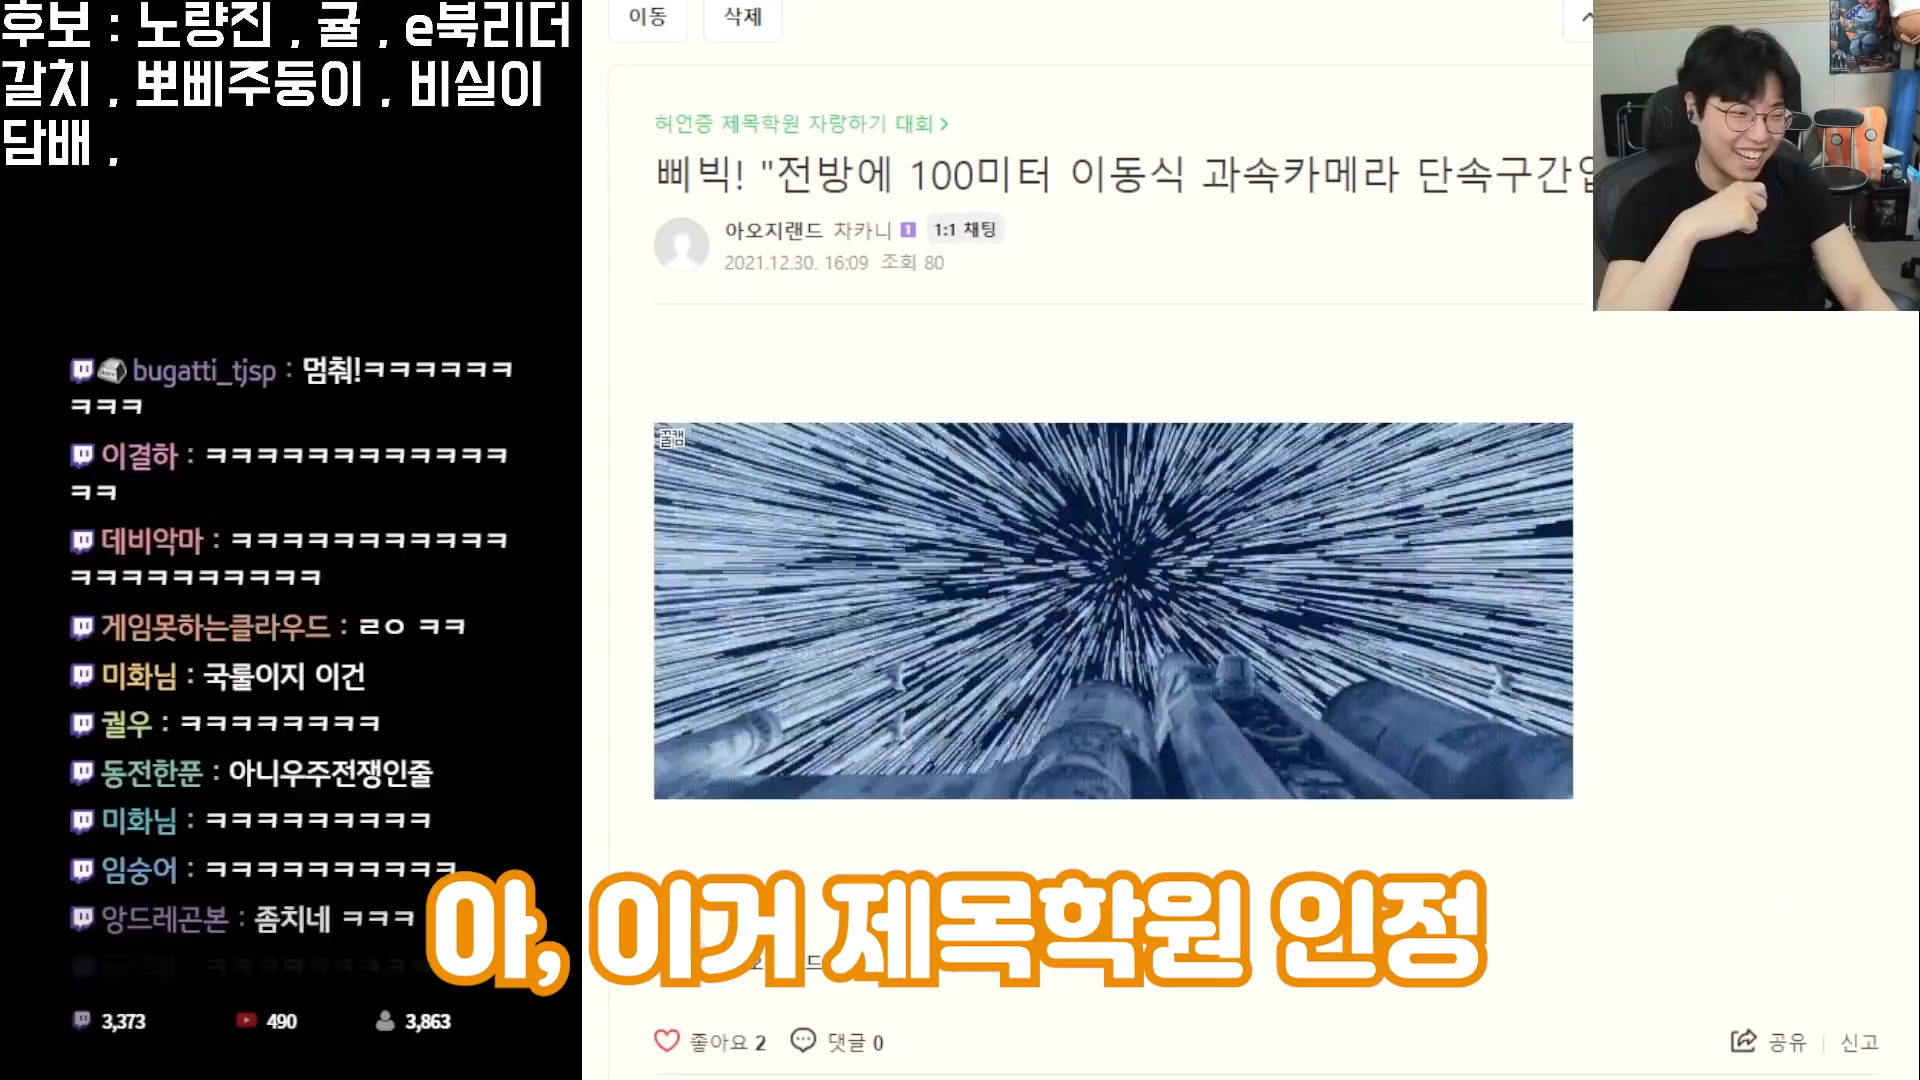 후보 : 노량진 , 귤 , e북리더
갈치 , 뽀삐주둥이 , 비실이
담배 ,
이동
삭제
허언증 제목학원 자랑하기 대회 >
삐빅! "전방에 100미터 이동식 과속카메라 단속구간입
아오지랜드 차카니 1 1:1 채팅
2021.12.30. 16:09 조회 80
꿀캠
bugatti_tjsp : 멈춰!ㅋㅋㅋㅋㅋㅋ
ㅋㅋㅋ
이결하 : ㅋㅋㅋㅋㅋㅋㅋㅋㅋㅋㅋㅋ
ㅋㅋ
데비악마 : ㅋㅋㅋㅋㅋㅋㅋㅋㅋㅋㅋ
ㅋㅋㅋㅋㅋㅋㅋㅋㅋㅋ
게임못하는클라우드 : ㄹㅇ ㅋㅋ
미화님 : 국룰이지 이건
궐우 : ㅋㅋㅋㅋㅋㅋㅋㅋ
동전한푼 : 아니우주전쟁인줄
미화님 : ㅋㅋㅋㅋㅋㅋㅋㅋㅋ
임숭어 : ㅋㅋㅋㅋㅋㅋㅋㅋㅋㅋ
앙드레곤본 : 좀치네 ㅋㅋㅋ
아, 이거 제목학원 인정
3,373 490 3,863
좋아요 2 댓글 0
공유 신고